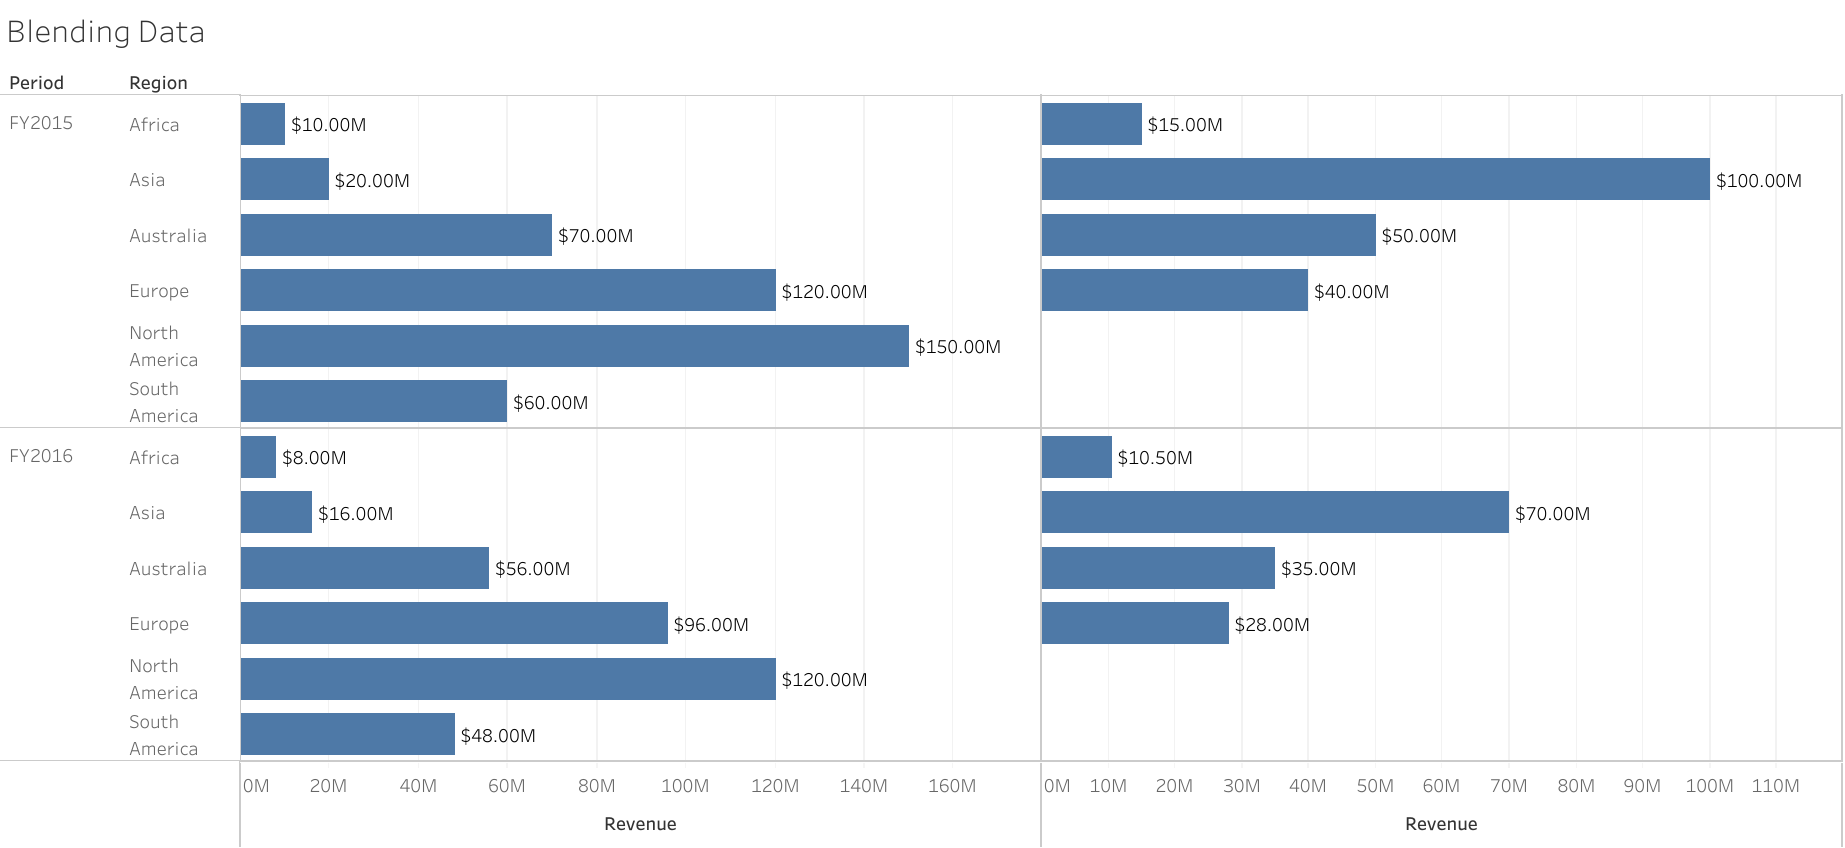 Blending Data
Period Region
FY2015 Africa $10.00M $15.00M
Asia $20.00M $100.00M
Australia $70.00M $50.00M
Europe $120.00M $40.00M
North
America $150.00M
South
America $60.00M
FY2016 Africa $8.00M $10.50M
Asia $16.00M $70.00M
Australia $56.00M $35.00M
Europe $96.00M $28.00M
North
America $120.00M
South
America $48.00M
0M 20M 40M 60M 80M 100M 120M 140M 160M 0M 10M 20M 30M 40M 50M 60M 70M 80M 90M 100M 110M
Revenue Revenue